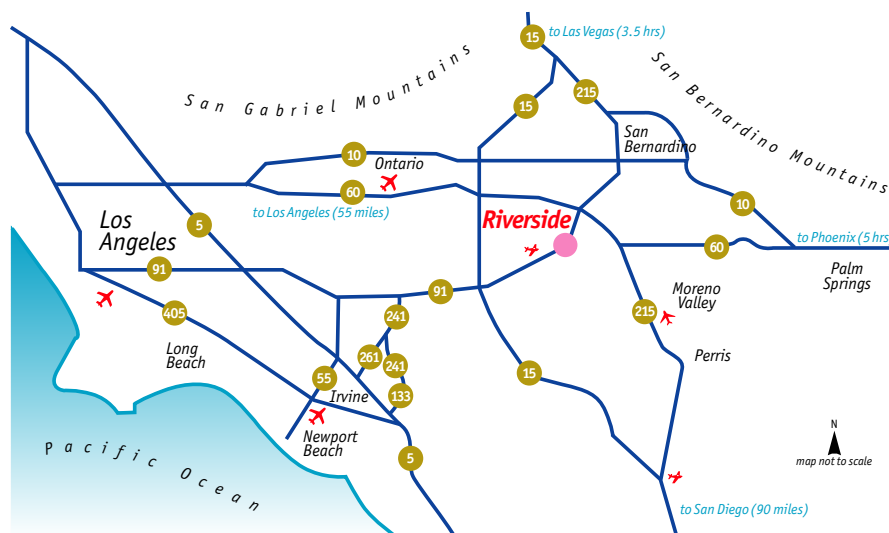 15
to Las Vegas (3.5 hrs)
San Gabriel Mountains
San Bernardino Mountains
15
215
San
Bernardino
10
Ontario
60
10
to Los Angeles (55 miles)
Riverside
5
Los
Angeles
to Phoenix (5 hrs
60
91
91
Palm
Springs
Moreno
Valley
405
241
215
Long
Beach
261
241
Perris
15
55
Irvine
133
Newport
Beach
N
map not to scale
5
Pacific Ocean
to San Diego (90 miles)